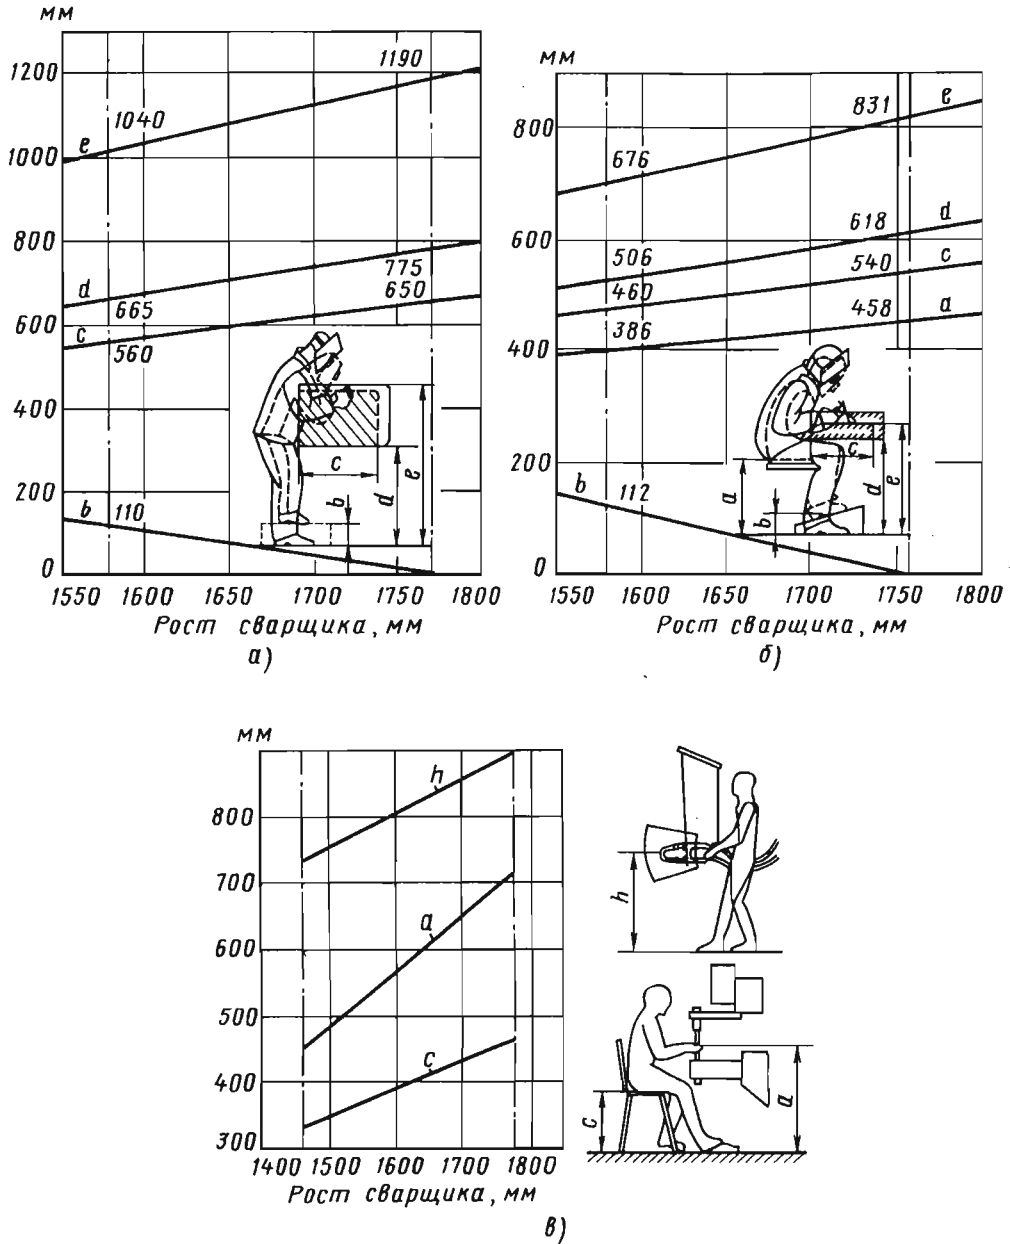 мм
1200
1000
800
600
400
200
0
1190
1040
e
d
665
775
650
c
560
b
110
c
b
d
e
1550 1600 1650 1700 1750 1800
Рост сварщика, мм
а)
мм
800
600
400
200
0
831
e
676
618
d
506
540
c
460
458
a
386
b
112
a
b
c
d
e
1550 1600 1650 1700 1750 1800
Рост сварщика, мм
б)
мм
800
700
600
500
400
300
h
a
c
1400 1500 1600 1700 1800
Рост сварщика, мм
h
c
a
в)